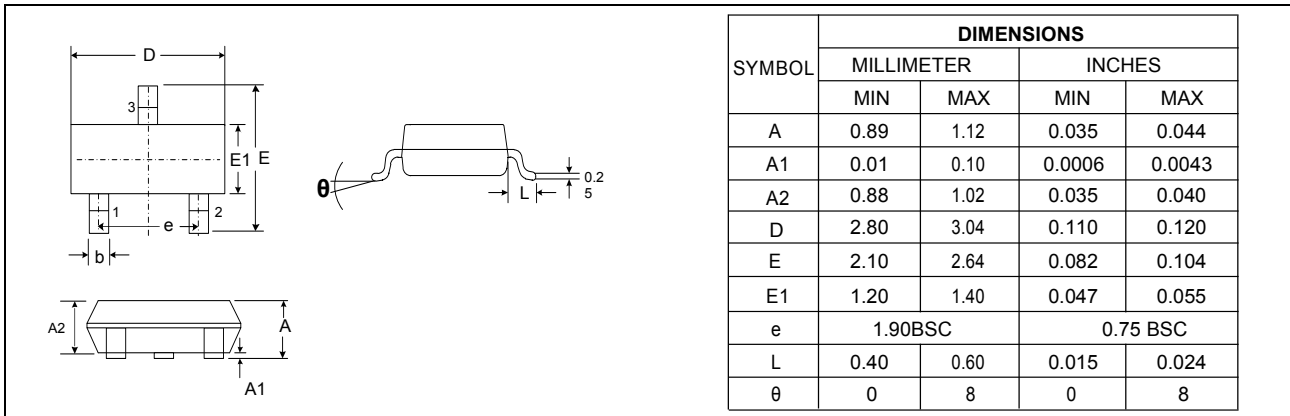 D
3
E1 E
1 2
e
b
A2 A
A1
θ
L
0.2
5
DIMENSIONS
SYMBOL MILLIMETER INCHES
MIN MAX MIN MAX
A 0.89 1.12 0.035 0.044
A1 0.01 0.10 0.0006 0.0043
A2 0.88 1.02 0.035 0.040
D 2.80 3.04 0.110 0.120
E 2.10 2.64 0.082 0.104
E1 1.20 1.40 0.047 0.055
e 1.90BSC 0.75 BSC
L 0.40 0.60 0.015 0.024
θ 0 8 0 8